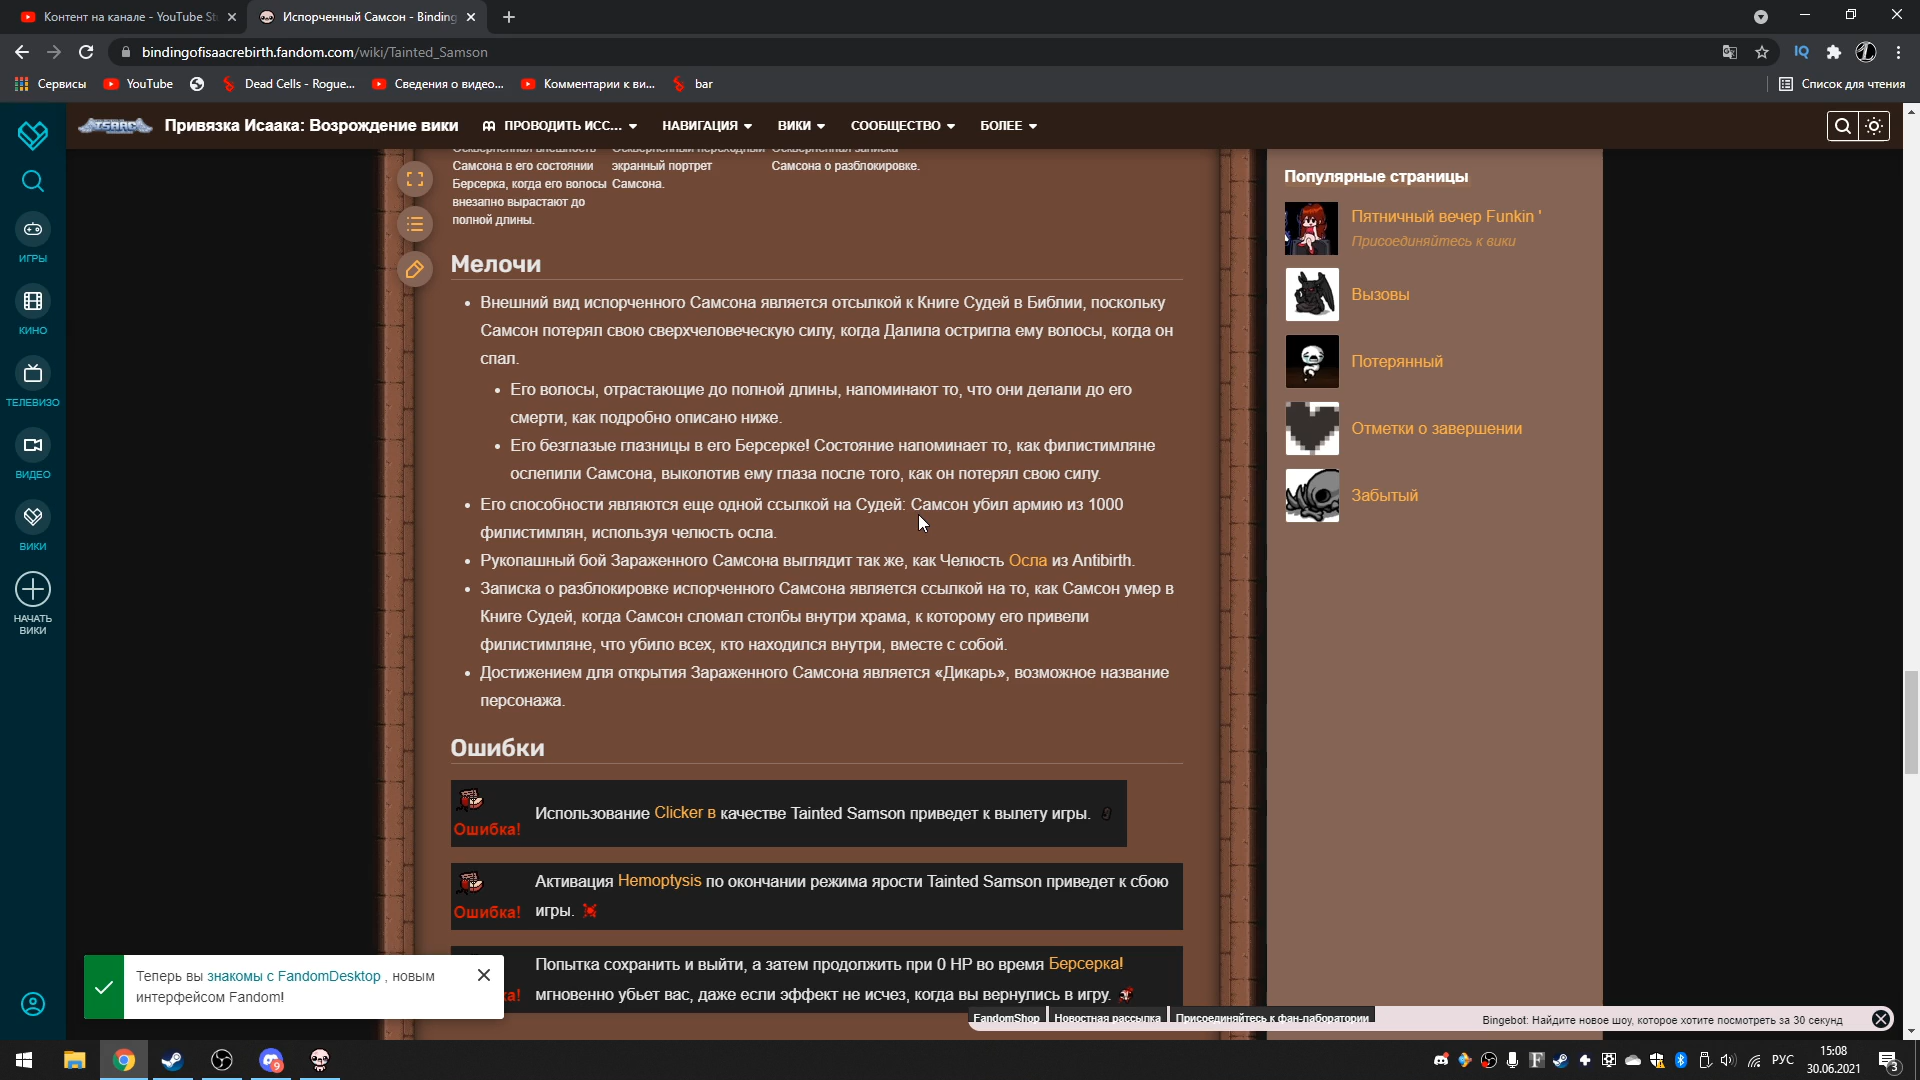 Контент на канале - YouTube St
Испорченный Самсон - Binding
bindingofisaacrebirth.fandom.com/wiki/Tainted_Samson
Сервисы
YouTube
Dead Cells - Rogue...
Сведения о видео...
Комментарии к ви...
bar
Список для чтения
Привязка Исаака: Возрождение вики
ПРОВОДИТЬ ИСС...
НАВИГАЦИЯ
ВИКИ
СООБЩЕСТВО
БОЛЕЕ
ИГРЫ
КИНО
ТЕЛЕВИЗО
ВИДЕО
ВИКИ
НАЧАТЬ
ВИКИ
Самсона в его состоянии
Берсерка, когда его волосы
внезапно вырастают до
полной длины.
экранный портрет
Самсона.
Самсона о разблокировке.
Мелочи
• Внешний вид испорченного Самсона является отсылкой к Книге Судей в Библии, поскольку
Самсон потерял свою сверхчеловеческую силу, когда Далила остригла ему волосы, когда он
спал.
• Его волосы, отрастающие до полной длины, напоминают то, что они делали до его
смерти, как подробно описано ниже.
• Его безглазые глазницы в его Берсерке! Состояние напоминает то, как филистимляне
ослепили Самсона, выколотив ему глаза после того, как он потерял свою силу.
• Его способности являются еще одной ссылкой на Судей: Самсон убил армию из 1000
филистимлян, используя челюсть осла.
• Рукопашный бой Зараженного Самсона выглядит так же, как Челюсть Осла из Antibirth.
• Записка о разблокировке испорченного Самсона является ссылкой на то, как Самсон умер в
Книге Судей, когда Самсон сломал столбы внутри храма, к которому его привели
филистимляне, что убило всех, кто находился внутри, вместе с собой.
• Достижением для открытия Зараженного Самсона является «Дикарь», возможное название
персонажа.
Ошибки
Ошибка!
Использование Clicker в качестве Tainted Samson приведет к вылету игры.
Ошибка!
Активация Hemoptysis по окончании режима ярости Tainted Samson приведет к сбою
игры.
Попытка сохранить и выйти, а затем продолжить при 0 HP во время Берсерка!
мгновенно убьет вас, даже если эффект не исчез, когда вы вернулись в игру.
ка!
Популярные страницы
Пятничный вечер Funkin '
Присоединяйтесь к вики
Вызовы
Потерянный
Отметки о завершении
Забытый
Теперь вы знакомы с FandomDesktop , новым
интерфейсом Fandom!
FandomShop
Новостная рассылка
Присоединяйтесь к фан-лаборатории
Bingebot: Найдите новое шоу, которое хотите посмотреть за 30 секунд
9
РУС
15:08
30.06.2021
3